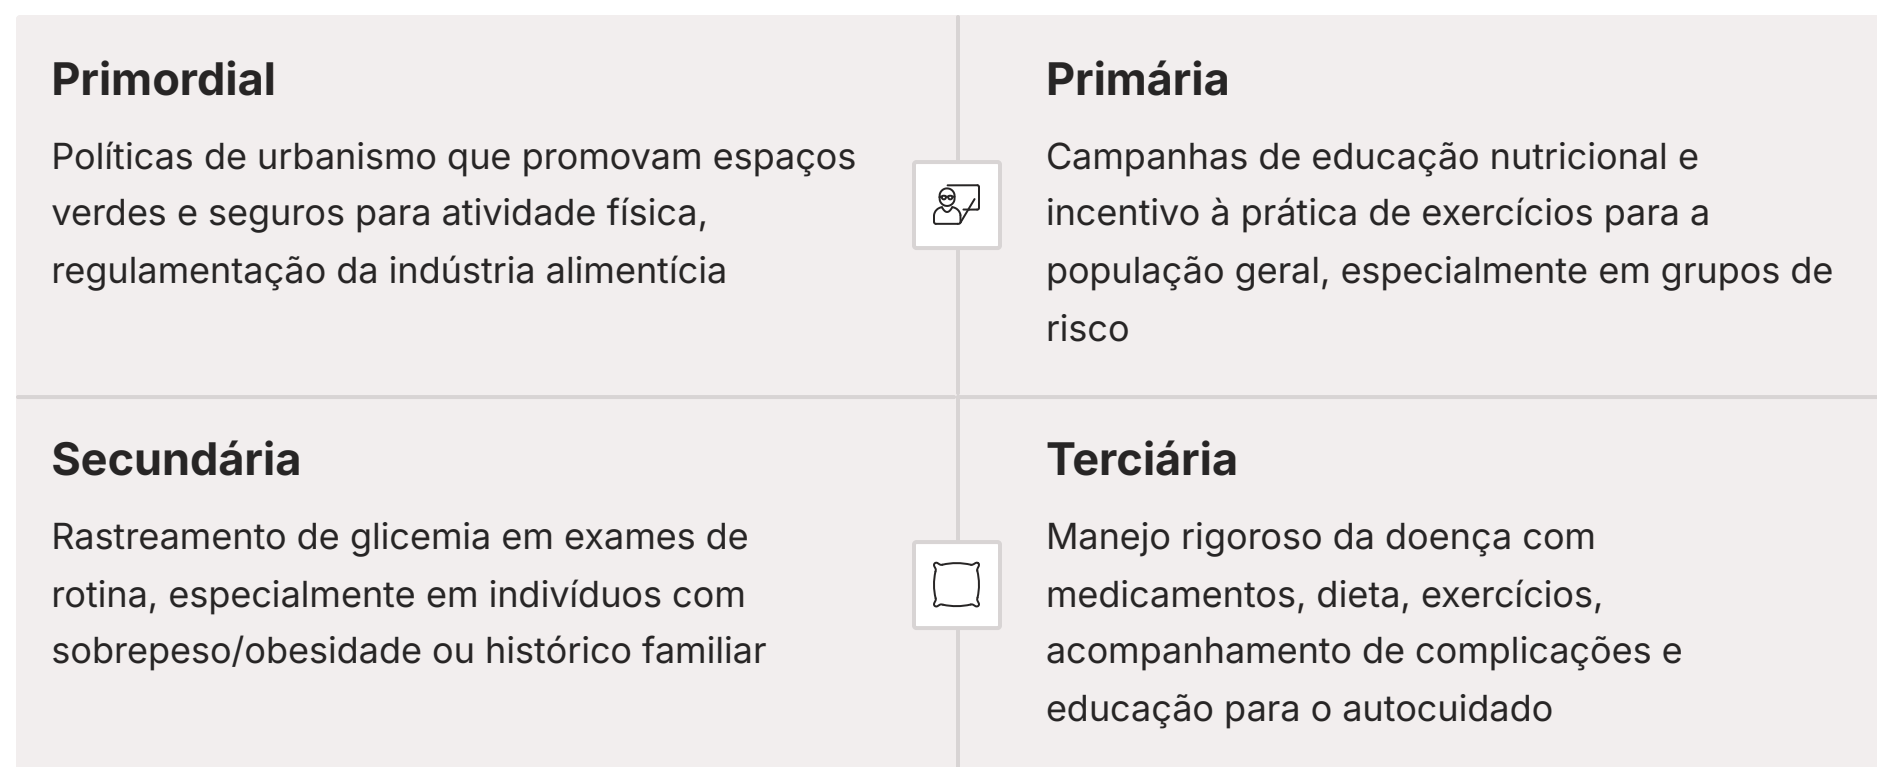 Primordial
Políticas de urbanismo que promovam espaços
verdes e seguros para atividade física,
regulamentação da indústria alimentícia
Primária
Campanhas de educação nutricional e
incentivo à prática de exercícios para a
população geral, especialmente em grupos de
risco
Secundária
Rastreamento de glicemia em exames de
rotina, especialmente em indivíduos com
sobrepeso/obesidade ou histórico familiar
Terciária
Manejo rigoroso da doença com
medicamentos, dieta, exercícios,
acompanhamento de complicações e
educação para o autocuidado